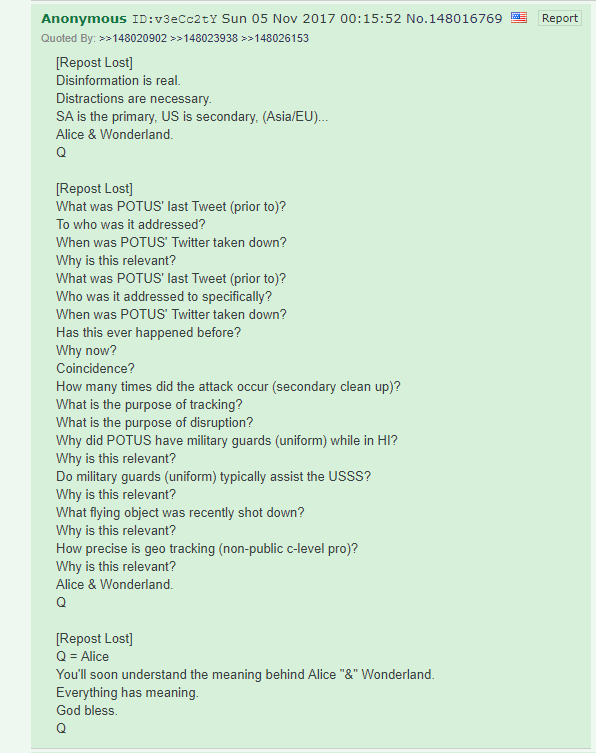 Anonymous ID:v3eCc2tY Sun 05 Nov 2017 00:15:52 No.148016769 Report
Quoted By: >>148020902 >>148023938 >>148026153
[Repost Lost]
Disinformation is real.
Distractions are necessary.
SA is the primary, US is secondary, (Asia/EU)...
Alice & Wonderland.
Q
[Repost Lost]
What was POTUS' last Tweet (prior to)?
To who was it addressed?
When was POTUS' Twitter taken down?
Why is this relevant?
What was POTUS' last Tweet (prior to)?
Who was it addressed to specifically?
When was POTUS' Twitter taken down?
Has this ever happened before?
Why now?
Coincidence?
How many times did the attack occur (secondary clean up)?
What is the purpose of tracking?
What is the purpose of disruption?
Why did POTUS have military guards (uniform) while in HI?
Why is this relevant?
Do military guards (uniform) typically assist the USSS?
Why is this relevant?
What flying object was recently shot down?
Why is this relevant?
How precise is geo tracking (non-public c-level pro)?
Why is this relevant?
Alice & Wonderland.
Q
[Repost Lost]
Q = Alice
You'll soon understand the meaning behind Alice "&" Wonderland.
Everything has meaning.
God bless.
Q